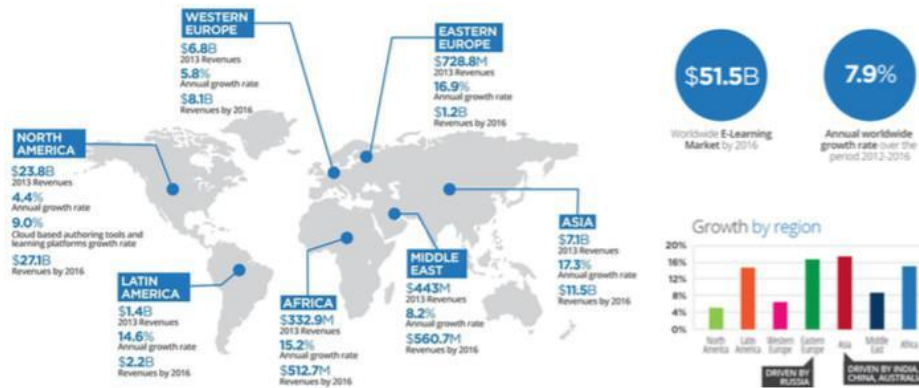 WESTERN
EUROPE
$6.8B
2013 Revenues
5.8%
Annual growth rate
$8.1B
Revenues by 2016
EASTERN
EUROPE
$728.8M
2013 Revenues
16.9%
Annual growth rate
$1.2B
Revenues by 2016
NORTH
AMERICA
$23.8B
2013 Revenues
4.4%
Annual growth rate
9.0%
Cloud based authoring tools and
learning platforms growth rate
$27.1B
Revenues by 2016
LATIN
AMERICA
$1.4B
2013 Revenues
14.6%
Annual growth rate
$2.2B
Revenues by 2016
AFRICA
$332.9M
2013 Revenues
15.2%
Annual growth rate
$512.7M
Revenues by 2016
MIDDLE
EAST
$443M
2013 Revenues
8.2%
Annual growth rate
$560.7M
Revenues by 2016
ASIA
$7.1B
2013 Revenues
17.3%
Annual growth rate
$11.5B
Revenues by 2016
$51.5B
Worldwide E-Learning
Market by 2016
7.9%
Annual worldwide
growth rate over the
period 2012-2016
Growth by region
20%
16%
12%
8%
4%
0%
North
America
Latin
America
Western
Europe
Eastern
Europe
Asia
Middle
East
Africa
DRIVEN BY
RUSSIA
DRIVEN BY INDIA
CHINA, AUSTRAL